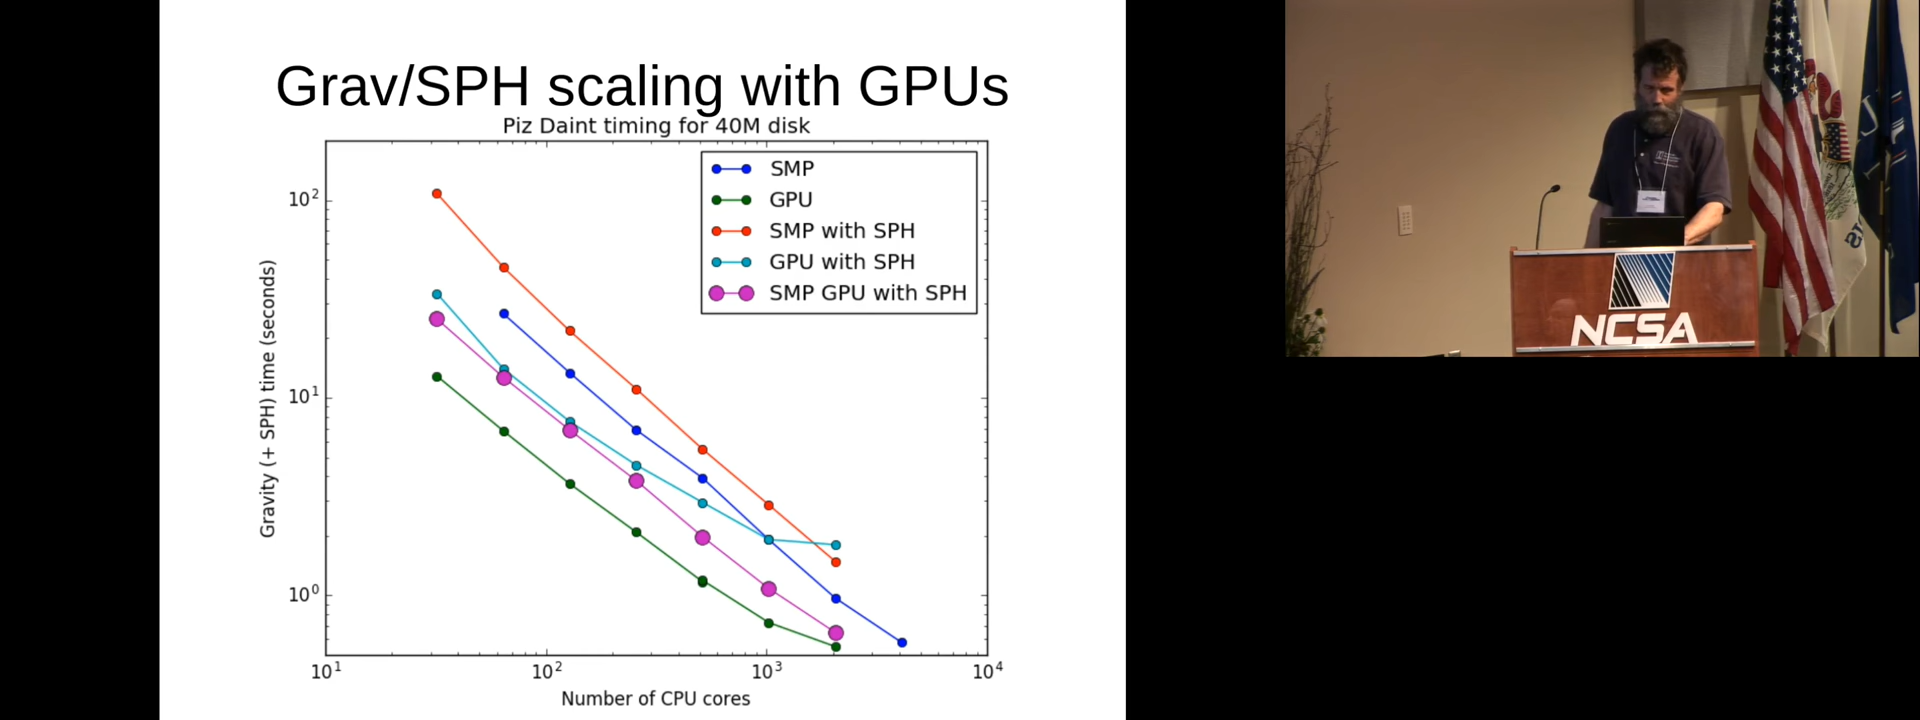 Grav/SPH scaling with GPUs
Piz Daint timing for 40M disk
SMP
GPU
SMP with SPH
GPU with SPH
SMP GPU with SPH
Gravity (+ SPH) time (seconds)
10²
10¹
10⁰
10¹ 10² 10³ 10⁴
Number of CPU cores
NCSA